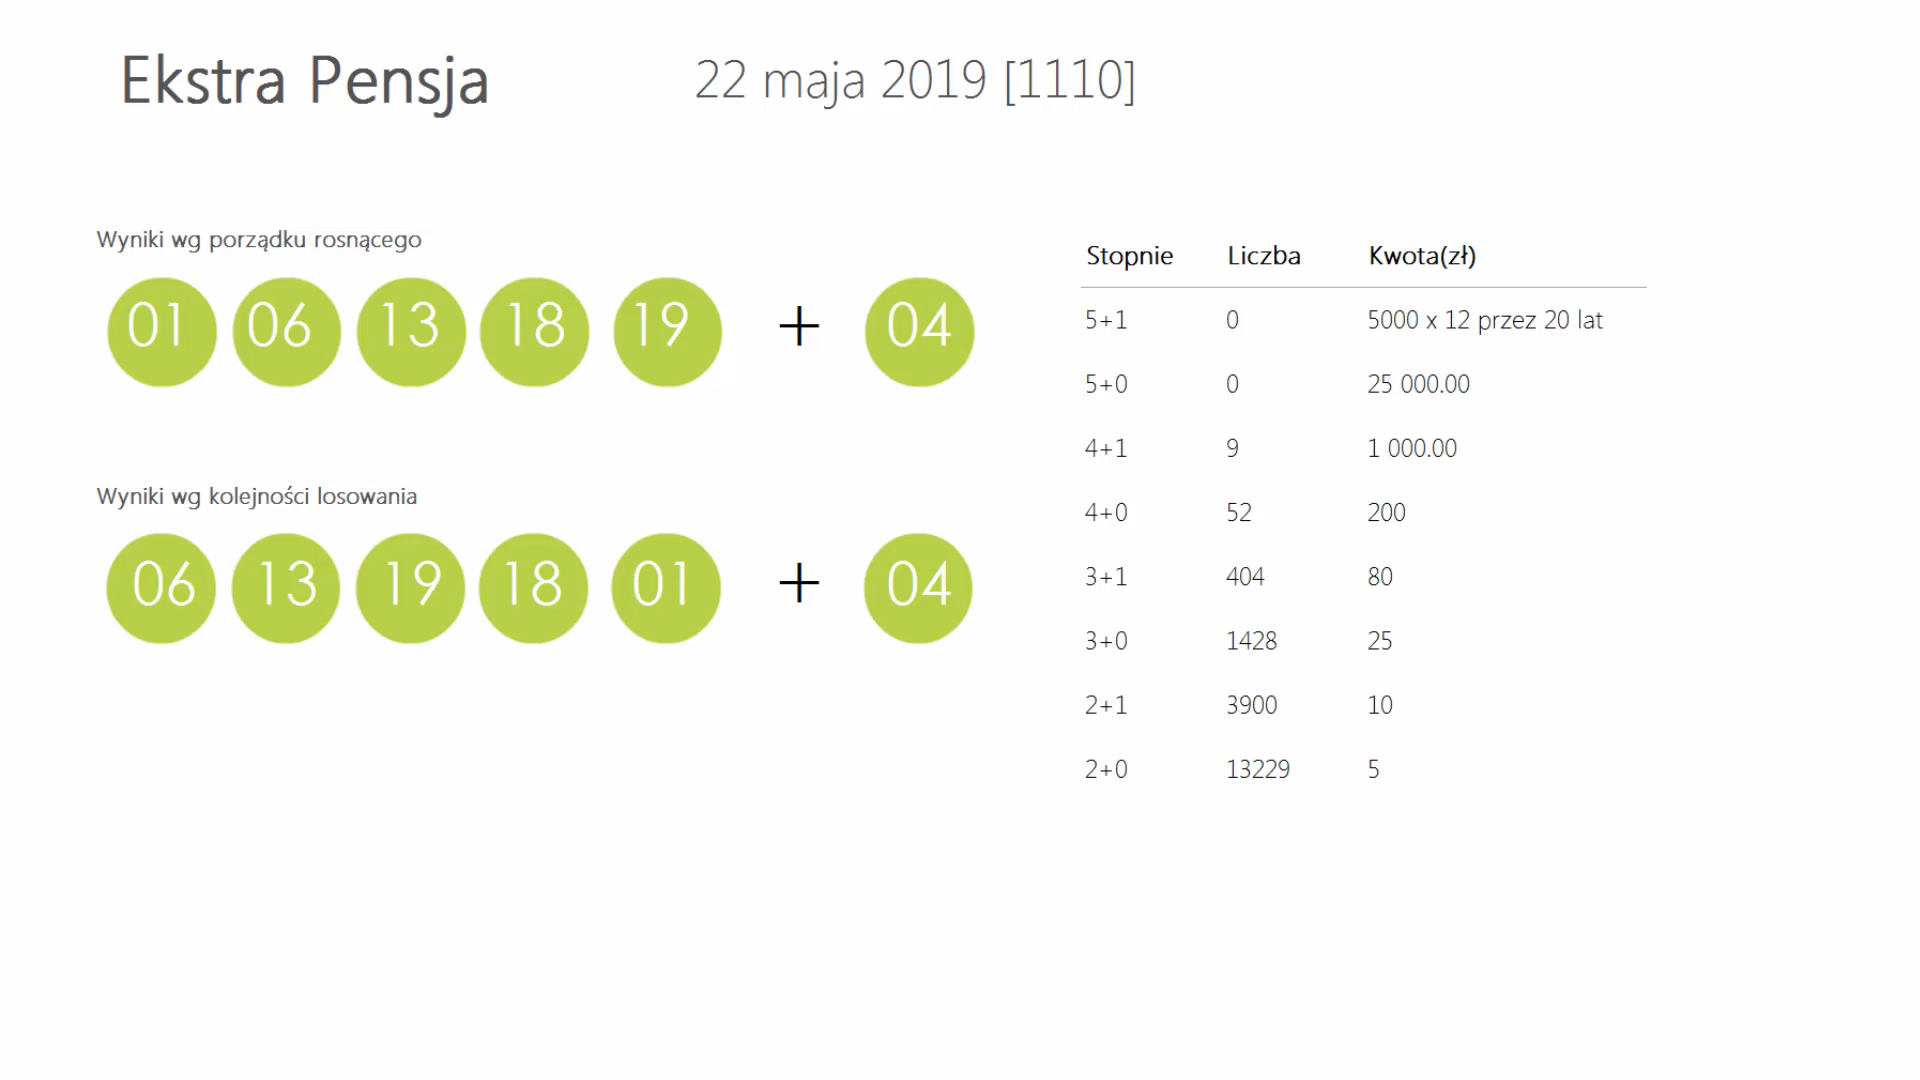 Ekstra Pensja
22 maja 2019 [1110]
Wyniki wg porządku rosnącego
01 06 13 18 19 + 04
Wyniki wg kolejności losowania
06 13 19 18 01 + 04
Stopnie Liczba Kwota(zł)
5+1 0 5000 x 12 przez 20 lat
5+0 0 25 000.00
4+1 9 1 000.00
4+0 52 200
3+1 404 80
3+0 1428 25
2+1 3900 10
2+0 13229 5